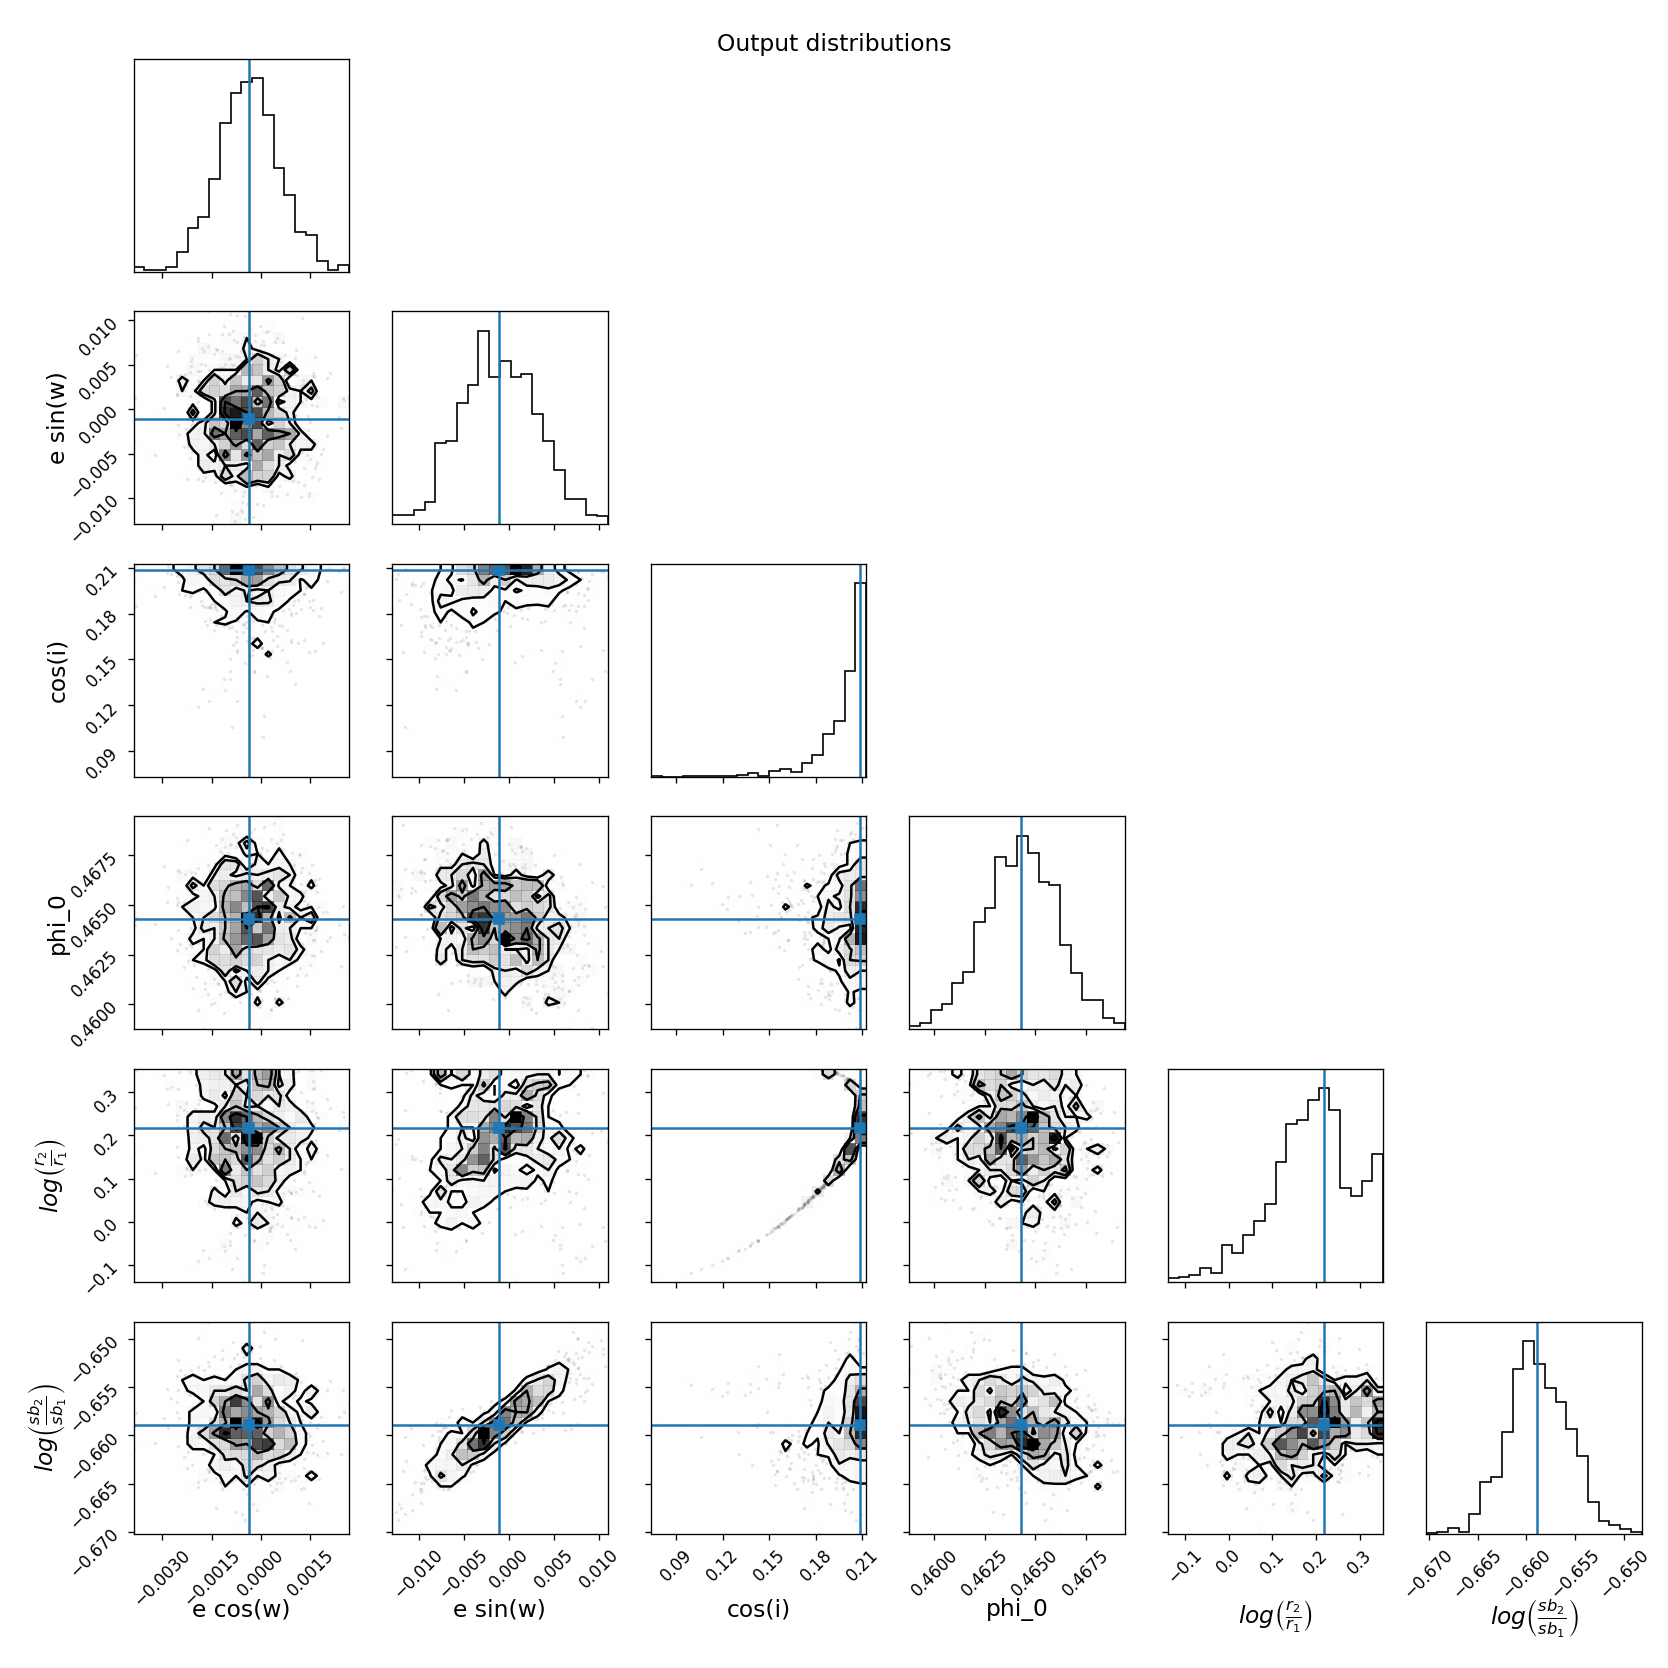 Output distributions
0.010
0.005
0.000
−0.005
−0.010
e sin(w)
0.21
0.18
0.15
0.12
0.09
cos(i)
0.4675
0.4650
0.4625
0.4600
phi_0
0.3
0.2
0.1
0.0
−0.1
log(r₂/r₁)
−0.650
−0.655
−0.660
−0.665
−0.670
log(sb₂/sb₁)
−0.0030 −0.0015 0.0000 0.0015
−0.010 −0.005 0.000 0.005 0.010
0.09 0.12 0.15 0.18 0.21
0.4600 0.4625 0.4650 0.4675
−0.1 0.0 0.1 0.2 0.3
−0.670 −0.665 −0.660 −0.655 −0.650
e cos(w) e sin(w) cos(i) phi_0 log(r₂/r₁) log(sb₂/sb₁)